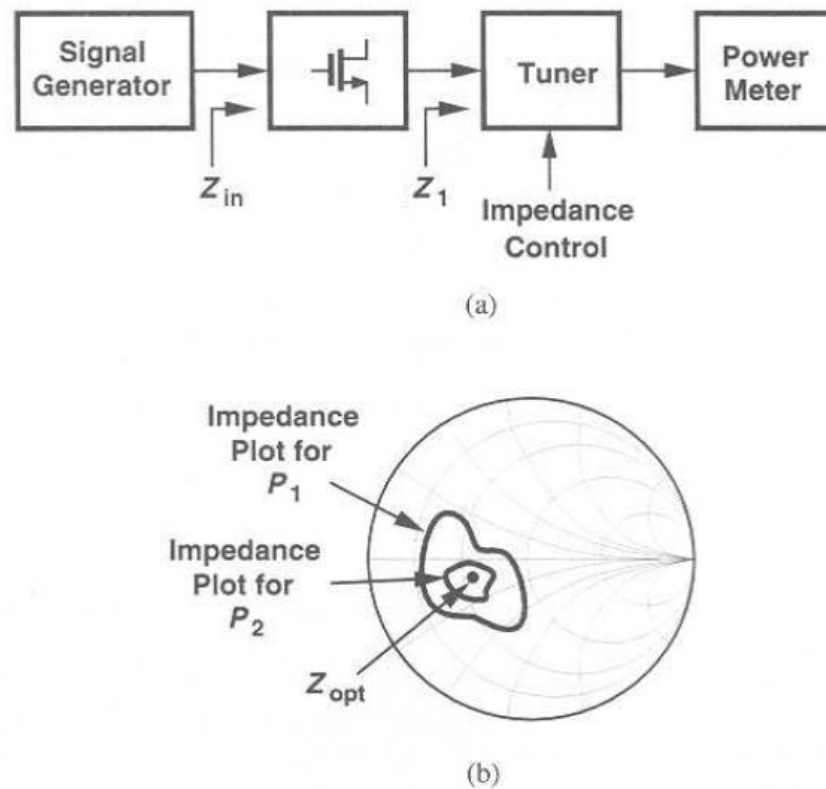 Signal
Generator
Tuner
Power
Meter
Z in
Z 1
Impedance
Control
(a)
Impedance
Plot for
P 1
Impedance
Plot for
P 2
Z opt
(b)